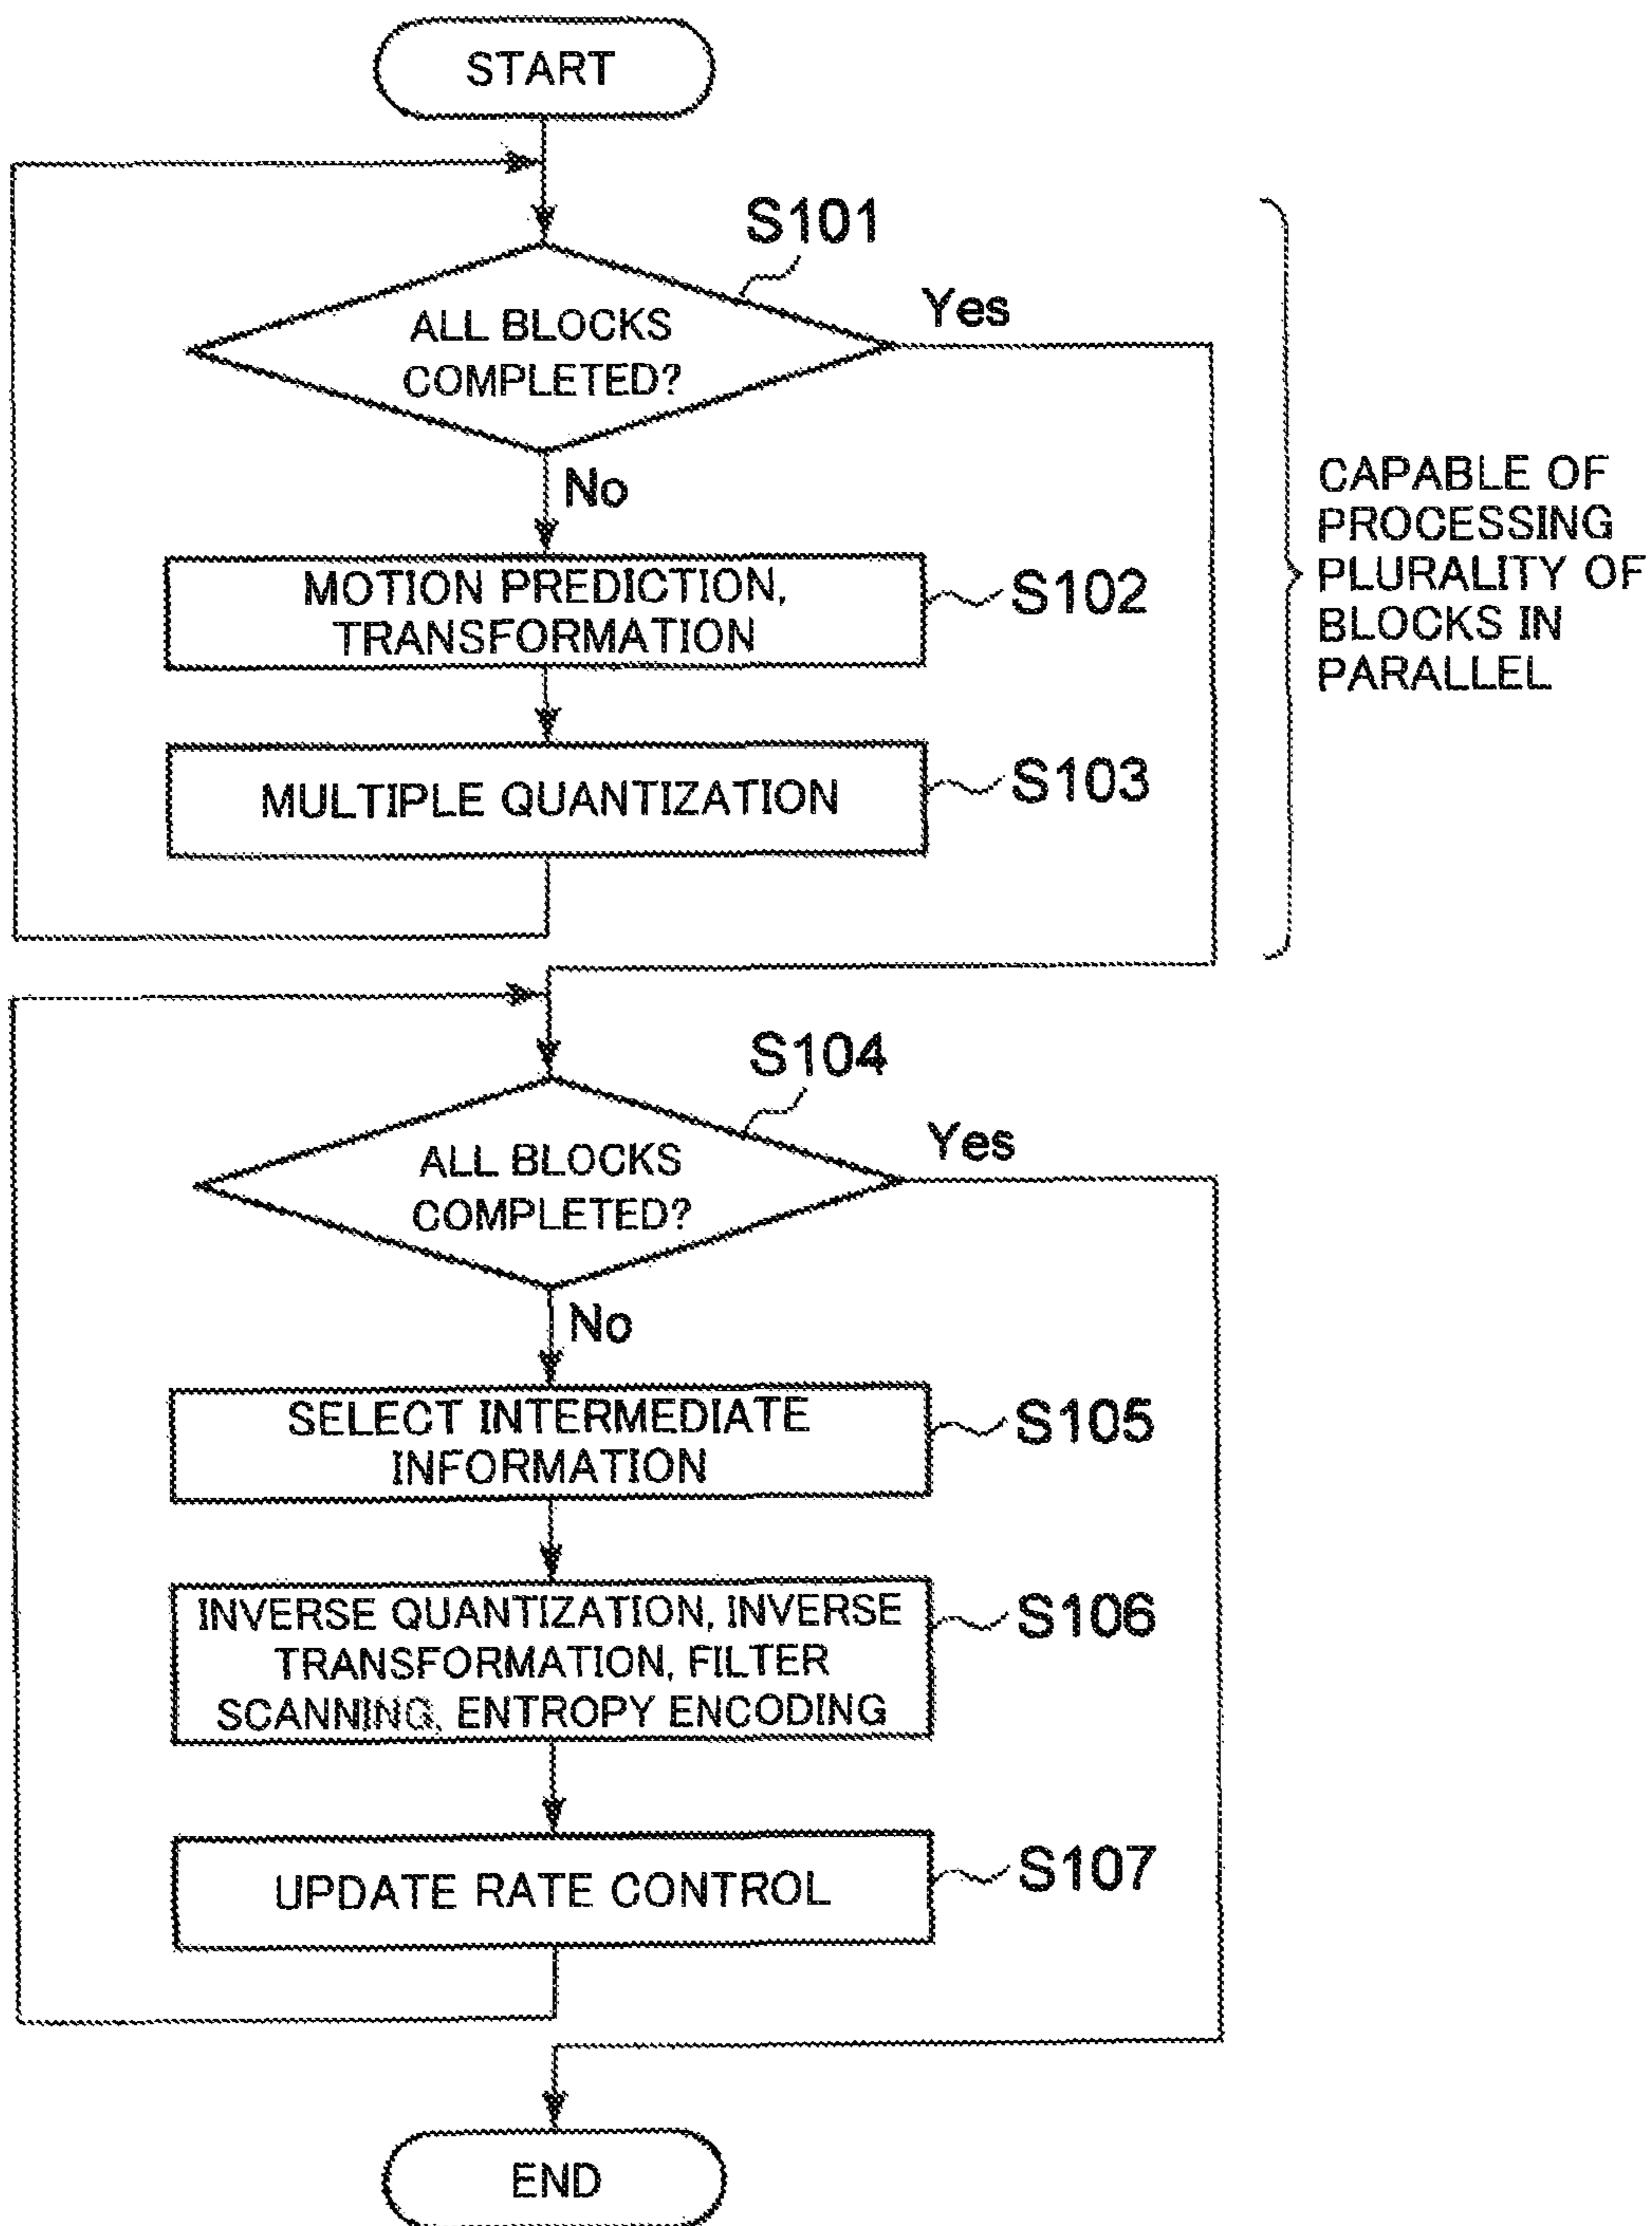 START
S101
ALL BLOCKS
COMPLETED?
Yes
No
CAPABLE OF
PROCESSING
PLURALITY OF
BLOCKS IN
PARALLEL
MOTION PREDICTION,
TRANSFORMATION
S102
MULTIPLE QUANTIZATION
S103
S104
ALL BLOCKS
COMPLETED?
Yes
No
SELECT INTERMEDIATE
INFORMATION
S105
INVERSE QUANTIZATION, INVERSE
TRANSFORMATION, FILTER
SCANNING, ENTROPY ENCODING
S106
UPDATE RATE CONTROL
S107
END